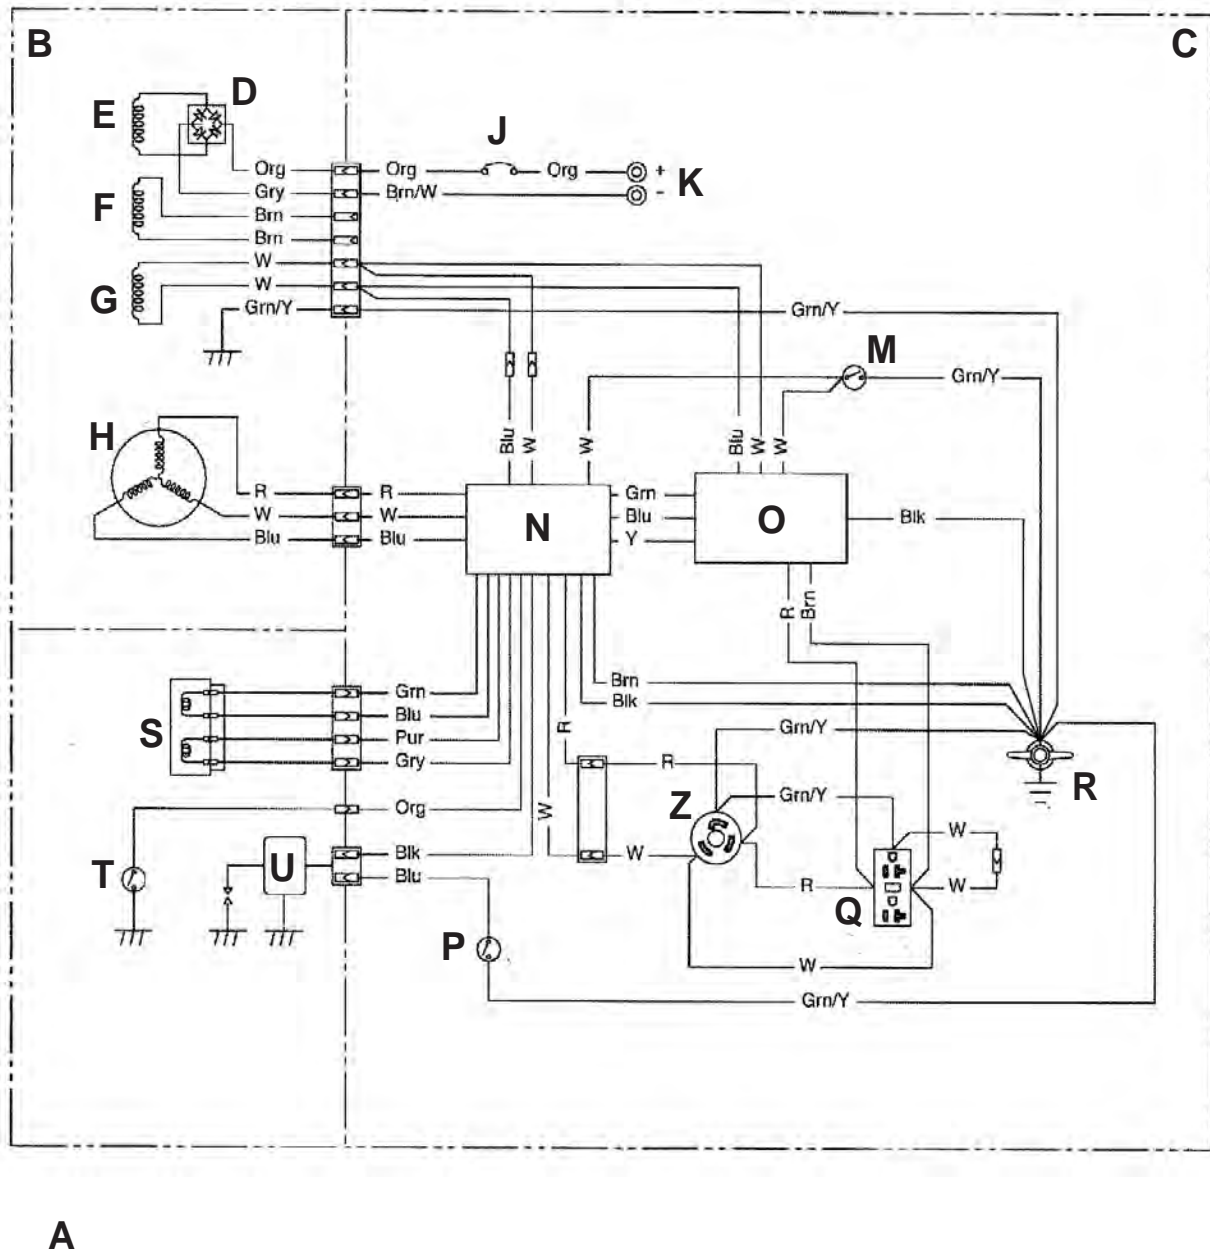 B
C
D
E
J
Org
Org
Org
+
K
Gry
Brn/W
-
F
Brn
Brn
W
G
W
Grn/Y
Grn/Y
M
Grn/Y
H
Blu
W
W
Blu
W
W
R
R
Grn
W
W
N
Blu
O
Blk
Blu
Blu
Y
R
Brn
Brn
Grn
Blk
S
Blu
R
Grn/Y
Pur
Gry
R
R
Org
W
Z
Grn/Y
W
Blk
W
T
U
Blu
R
W
Q
P
W
Grn/Y
A